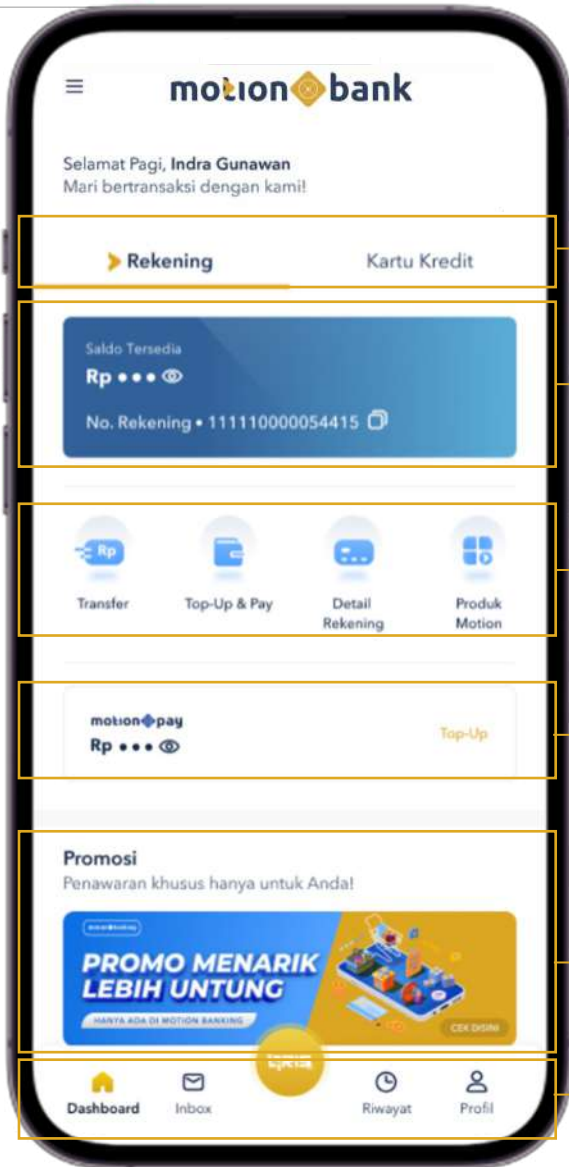 motion bank
Selamat Pagi, Indra Gunawan
Mari bertransaksi dengan kami!
Rekening
Kartu Kredit
Saldo Tersedia
Rp •••
No. Rekening • 111110000054415
Rp
Transfer
Top-Up & Pay
Detail
Rekening
Produk
Motion
motion pay
Rp •••
Top-Up
Promosi
Penawaran khusus hanya untuk Anda!
PROMO MENARIK
LEBIH UNTUNG
HANYA ADA DI MOTION BANKING
CEK DISINI
Dashboard
Inbox
Riwayat
Profil